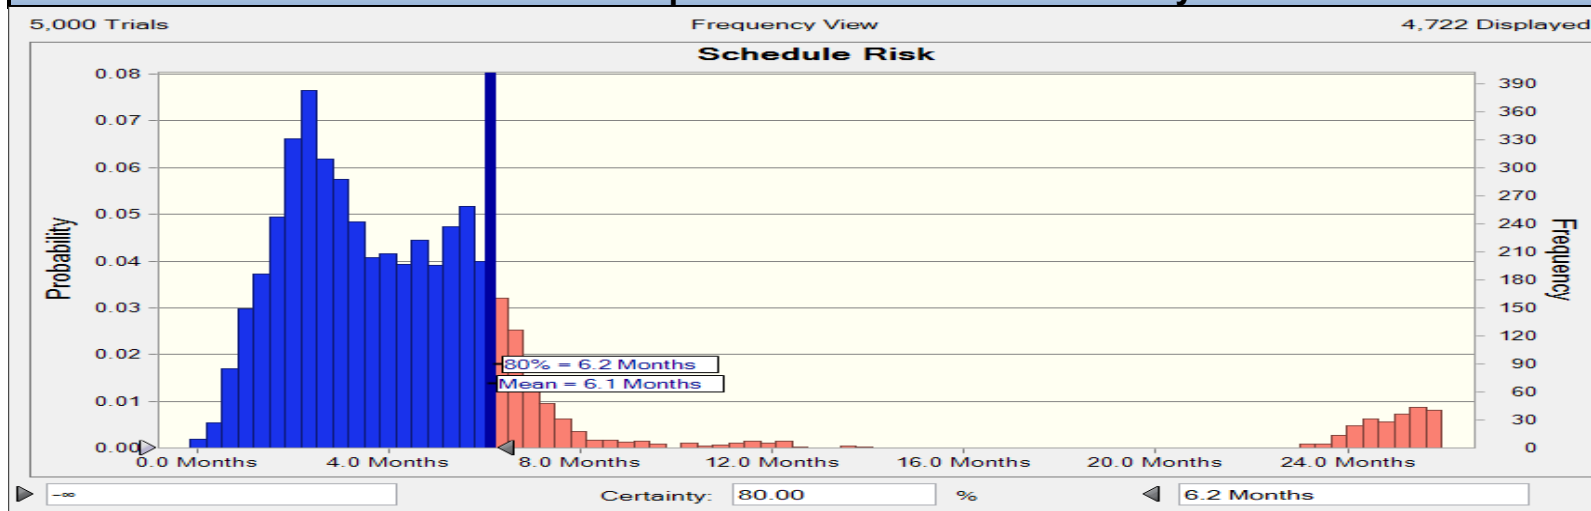 5,000 Trials Frequency View 4,722 Displayed
Schedule Risk
Probability
0.08
0.07
0.06
0.05
0.04
0.03
0.02
0.01
0.00
390
360
330
300
270
240
210
180
150
120
90
60
30
0
Frequency
80% = 6.2 Months
Mean = 6.1 Months
0.0 Months 4.0 Months 8.0 Months 12.0 Months 16.0 Months 20.0 Months 24.0 Months
-∞ Certainty: 80.00 % 6.2 Months